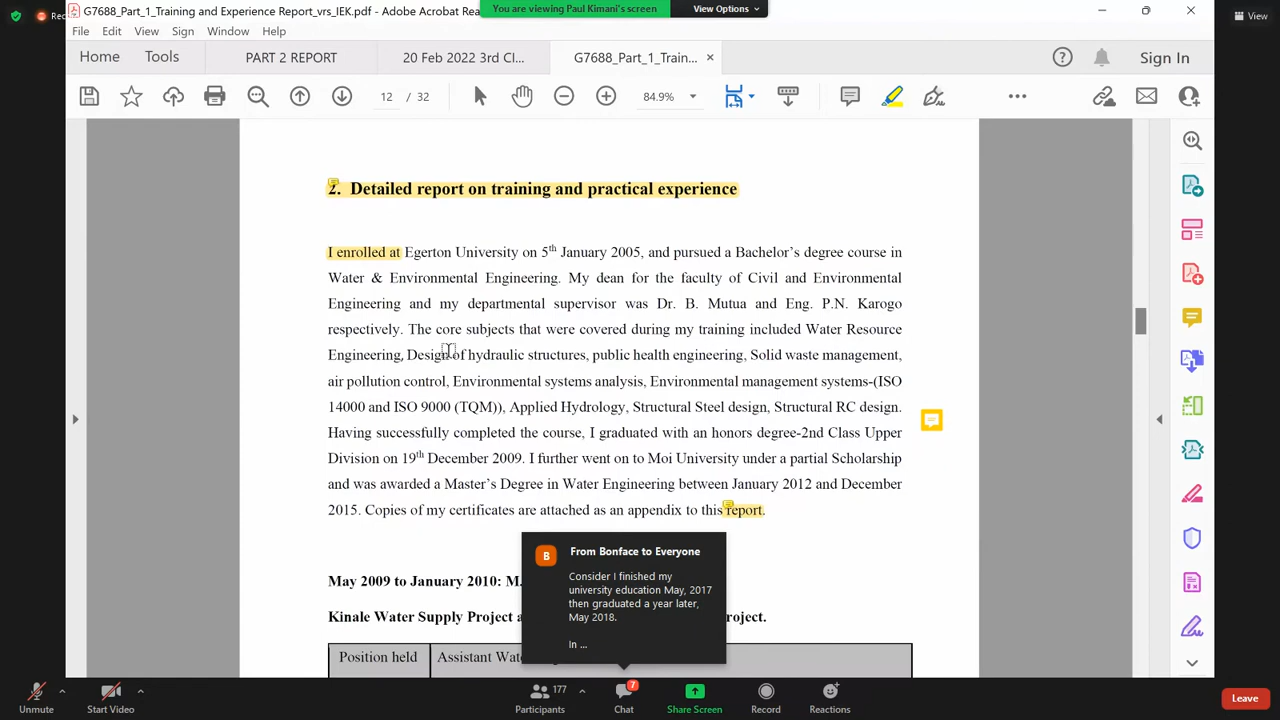 G7688_Part_1_Training and Experience Report_vrs_IEK.pdf - Adobe Acrobat Rea
You are viewing Paul Kimani's screen
View Options
Rec
View
File Edit View Sign Window Help
Home Tools PART 2 REPORT 20 Feb 2022 3rd Cl... G7688_Part_1_Train... Sign In
12 / 32 84.9%
2. Detailed report on training and practical experience
I enrolled at Egerton University on 5th January 2005, and pursued a Bachelor's degree course in
Water & Environmental Engineering. My dean for the faculty of Civil and Environmental
Engineering and my departmental supervisor was Dr. B. Mutua and Eng. P.N. Karogo
respectively. The core subjects that were covered during my training included Water Resource
Engineering, Design of hydraulic structures, public health engineering, Solid waste management,
air pollution control, Environmental systems analysis, Environmental management systems-(ISO
14000 and ISO 9000 (TQM)), Applied Hydrology, Structural Steel design, Structural RC design.
Having successfully completed the course, I graduated with an honors degree-2nd Class Upper
Division on 19th December 2009. I further went on to Moi University under a partial Scholarship
and was awarded a Master's Degree in Water Engineering between January 2012 and December
2015. Copies of my certificates are attached as an appendix to this report.
May 2009 to January 2010: M.
Kinale Water Supply Project a
roject.
Position held Assistant Wat
B
From Bonface to Everyone
Consider I finished my
university education May, 2017
then graduated a year later,
May 2018.
In ...
Unmute Start Video Participants 177 Chat 7 Share Screen Record Reactions Leave